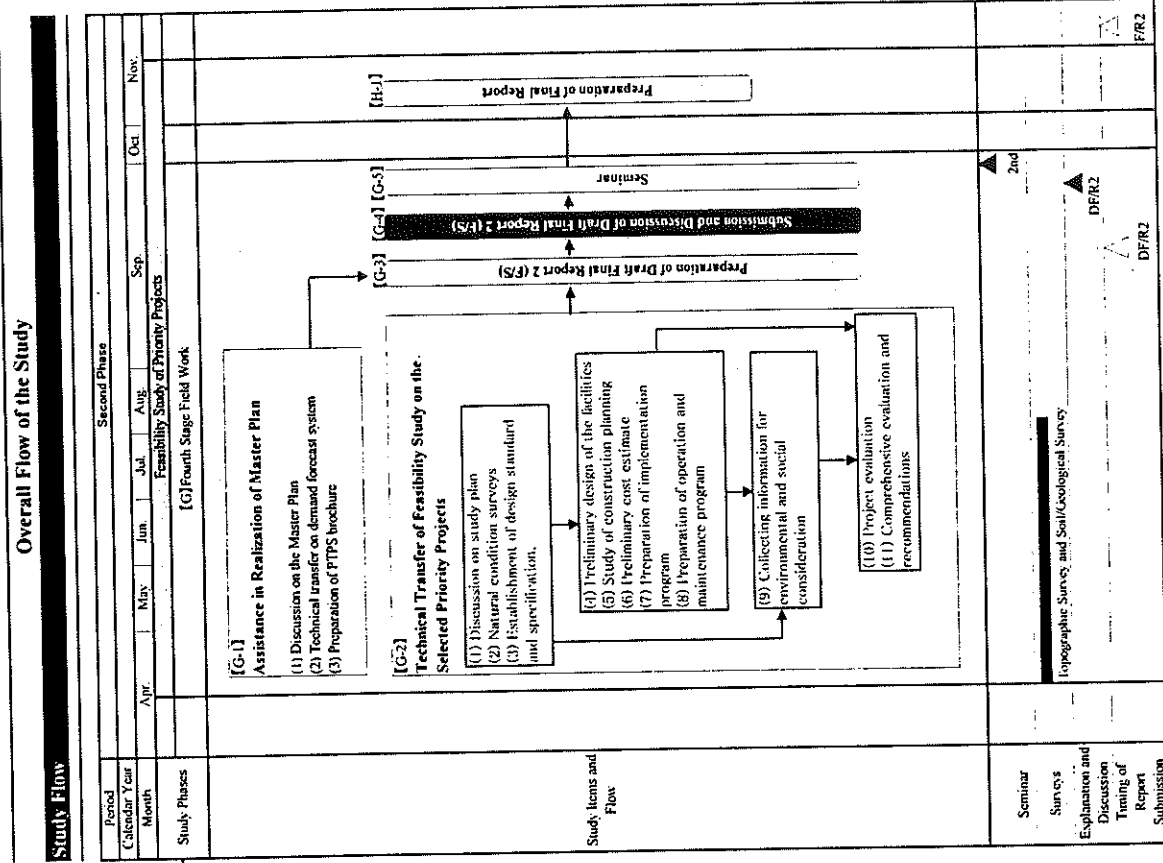 Overall Flow of the Study
Study Flow
Period
Second Phase
Calendar Year
Month
Apr.
May
Jun.
Jul.
Aug.
Sep.
Oct.
Nov.
Feasibility Study of Priority Projects
Study Phases
[G]Fourth Stage Field Work
Study Items and
Flow
[G-1]
Assistance in Realization of Master Plan
(1) Discussion on the Master Plan
(2) Technical transfer on demand forecast system
(3) Preparation of PTPS brochure
[G-2]
Technical Transfer of Feasibility Study on the
Selected Priority Projects
(1) Discussion on study plan
(2) Natural condition surveys
(3) Establishment of design standard
and specification.
(4) Preliminary design of the facilities
(5) Study of construction planning
(6) Preliminary cost estimate
(7) Preparation of implementation
program
(8) Preparation of operation and
maintenance program
(9) Collecting information for
environmental and social
consideration
(10) Project evaluation
(11) Comprehensive evaluation and
recommendations
[G-3]
Preparation of Draft Final Report 2 (F/S)
[G-4]
Submission and Discussion of Draft Final Report 2 (F/S)
[G-5]
Seminar
[H-1]
Preparation of Final Report
Seminar
2nd
Surveys
Topographic Survey and Soil/Geological Survey
Explanation and
Discussion
DF/R2
Timing of
Report
Submission
DF/R2
F/R2